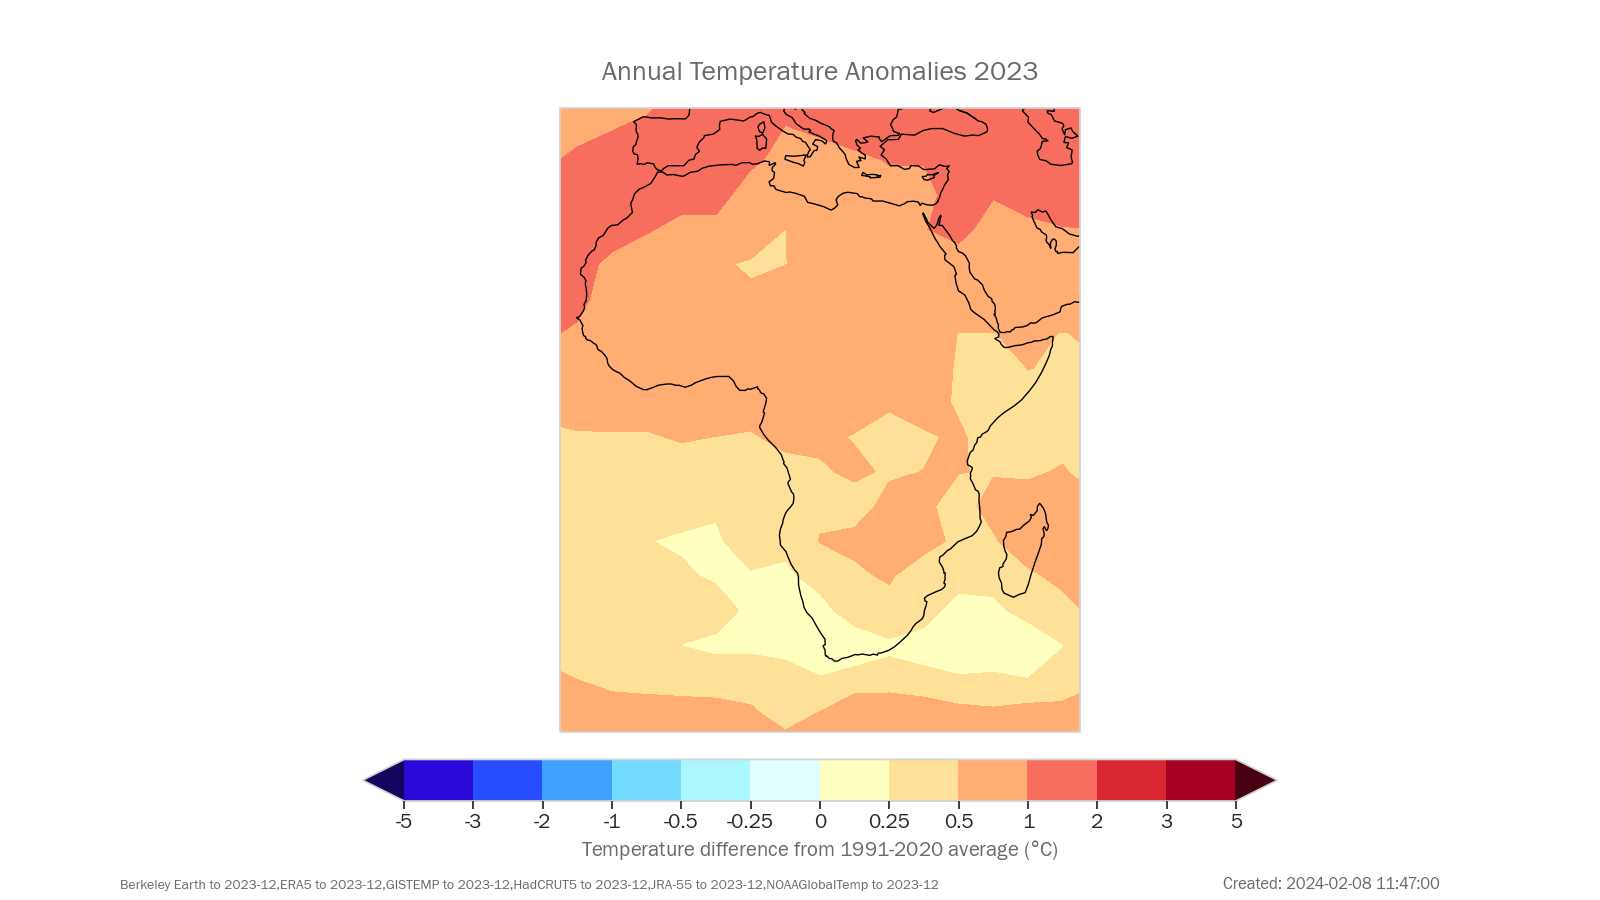 Annual Temperature Anomalies 2023
-5 -3 -2 -1 -0.5 -0.25 0 0.25 0.5 1 2 3 5
Temperature difference from 1991-2020 average (°C)
Berkeley Earth to 2023-12,ERA5 to 2023-12,GISTEMP to 2023-12,HadCRUT5 to 2023-12,JRA-55 to 2023-12,NOAAGlobalTemp to 2023-12
Created: 2024-02-08 11:47:00